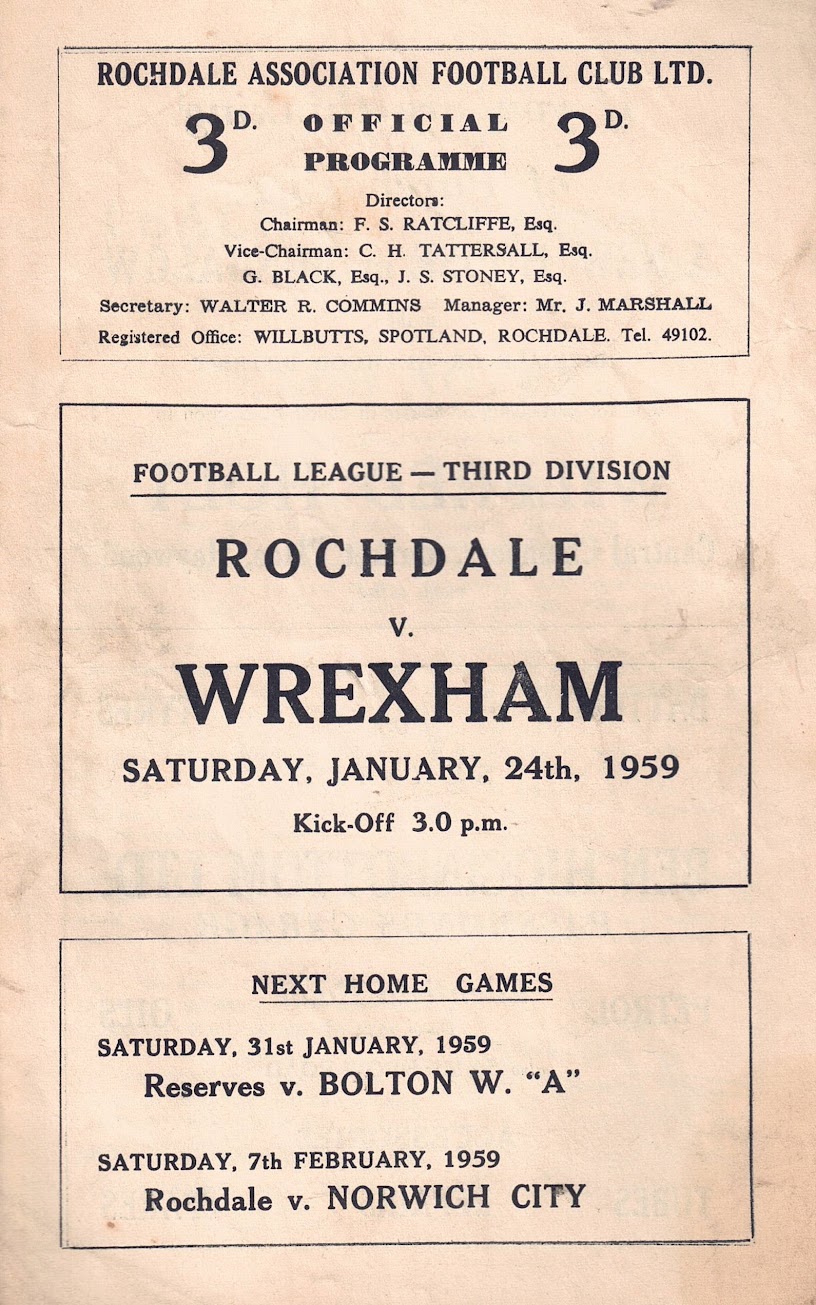 ROCHDALE ASSOCIATION FOOTBALL CLUB LTD.
3D. OFFICIAL 3D.
PROGRAMME
Directors:
Chairman: F. S. RATCLIFFE, Esq.
Vice-Chairman: C. H. TATTERSALL, Esq.
G. BLACK, Esq., J. S. STONEY, Esq.
Secretary: WALTER R. COMMINS Manager: Mr. J. MARSHALL
Registered Office: WILLBUTTS, SPOTLAND, ROCHDALE. Tel. 49102.
FOOTBALL LEAGUE — THIRD DIVISION
ROCHDALE
V.
WREXHAM
SATURDAY, JANUARY, 24th, 1959
Kick-Off 3.0 p.m.
NEXT HOME GAMES
SATURDAY, 31st JANUARY, 1959
Reserves v. BOLTON W. “A”
SATURDAY, 7th FEBRUARY, 1959
Rochdale v. NORWICH CITY